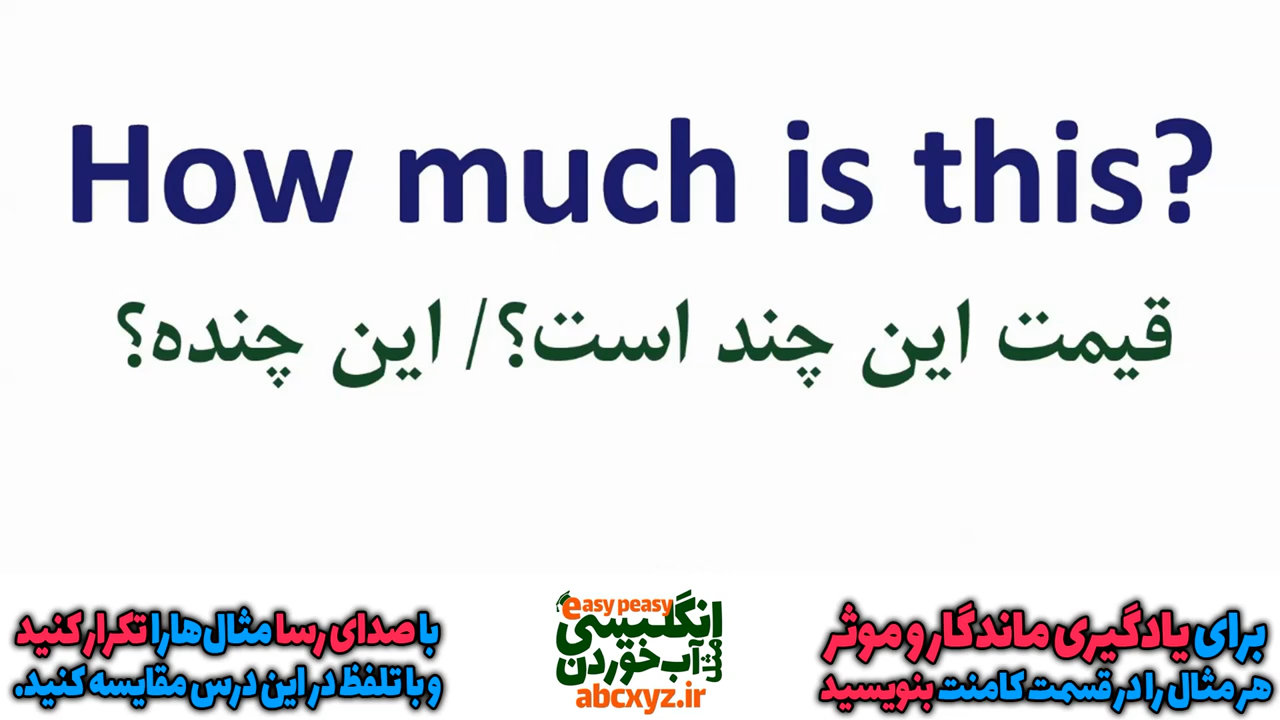 How much is this?
قیمت این چند است؟/ این چنده؟
برای یادگیری ماندگار و موثر
هر مثال را در قسمت کامنت بنویسید
easy peasy
انگلیسی
مثل آب خوردن
abcxyz.ir
با صدای رسا مثال‌ها را تکرار کنید
و با تلفظ در این درس مقایسه کنید.